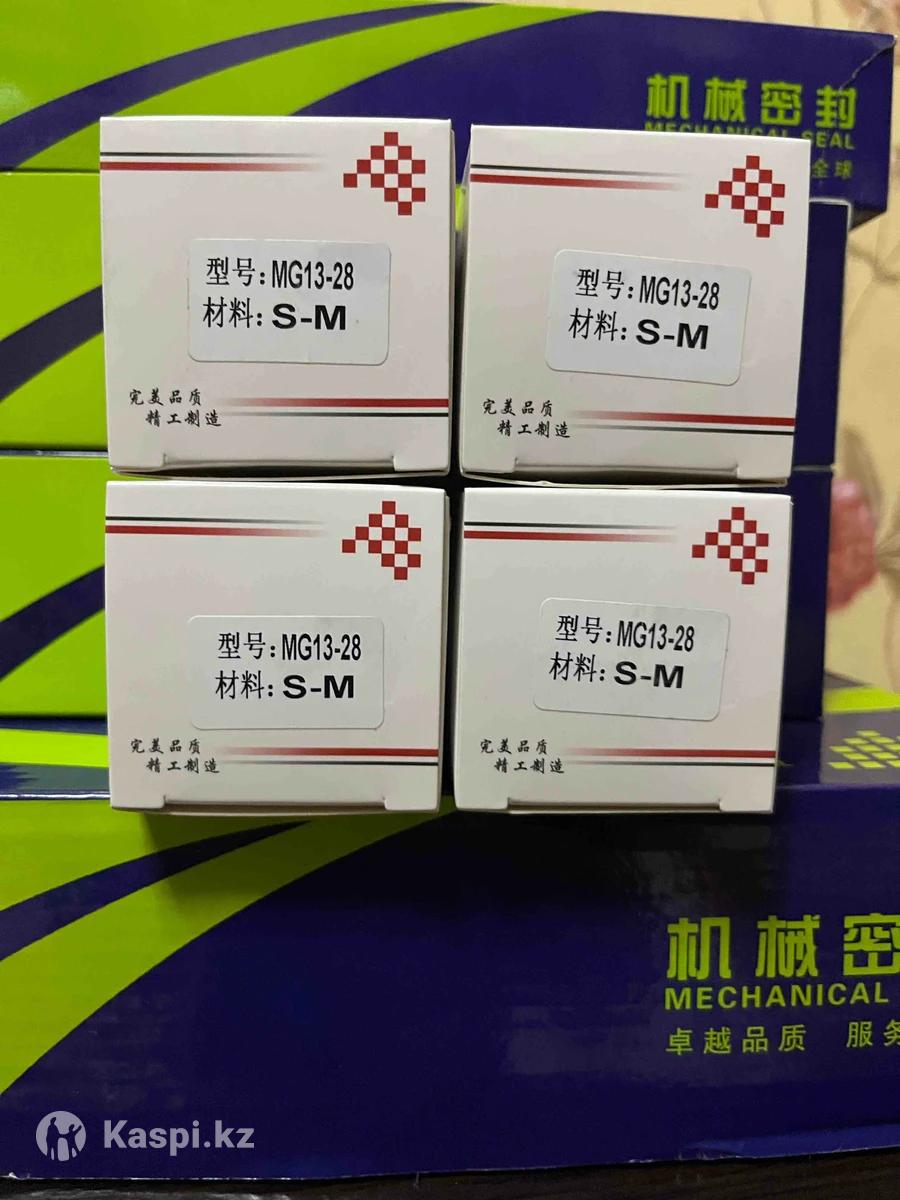 机械密封
MECHANICAL SEAL
全球
型号：MG13-28
材料：S-M
完美品质
精工制造
型号：MG13-28
材料：S-M
完美品质
精工制造
型号：MG13-28
材料：S-M
完美品质
精工制造
型号：MG13-28
材料：S-M
完美品质
精工制造
机械密
MECHANICAL
卓越品质 服务
Kaspi.kz